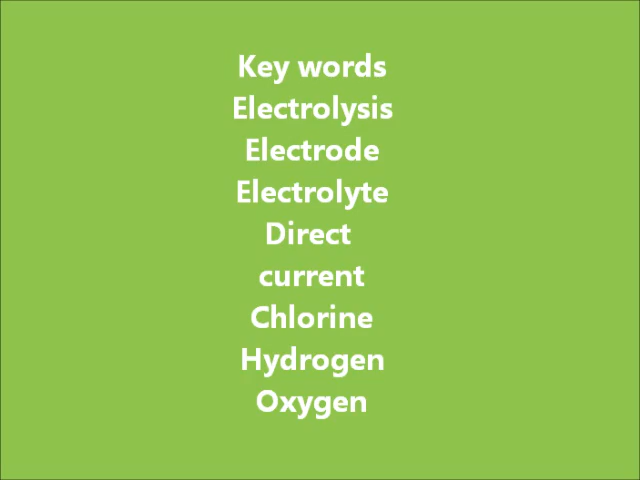 Key words
Electrolysis
Electrode
Electrolyte
Direct
current
Chlorine
Hydrogen
Oxygen